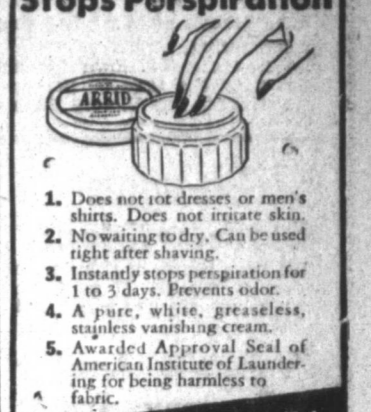 Stops Perspiration
ARRID
1. Does not rot dresses or men's
shirts. Does not irritate skin.
2. No waiting to dry. Can be used
right after shaving.
3. Instantly stops perspiration for
1 to 3 days. Prevents odor.
4. A pure, white, greaseless,
stainless vanishing cream.
5. Awarded Approval Seal of
American Institute of Launder-
ing for being harmless to
fabric.